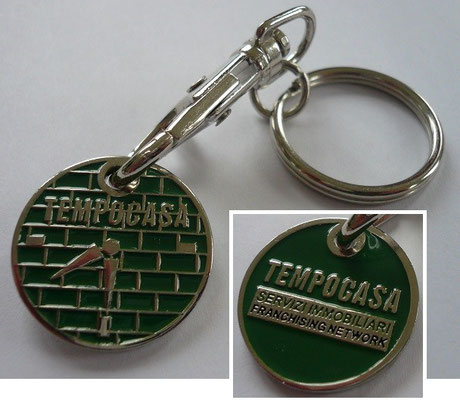 TEMPOCASA
TEMPOCASA
SERVIZI IMMOBILIARI
FRANCHISING NETWORK